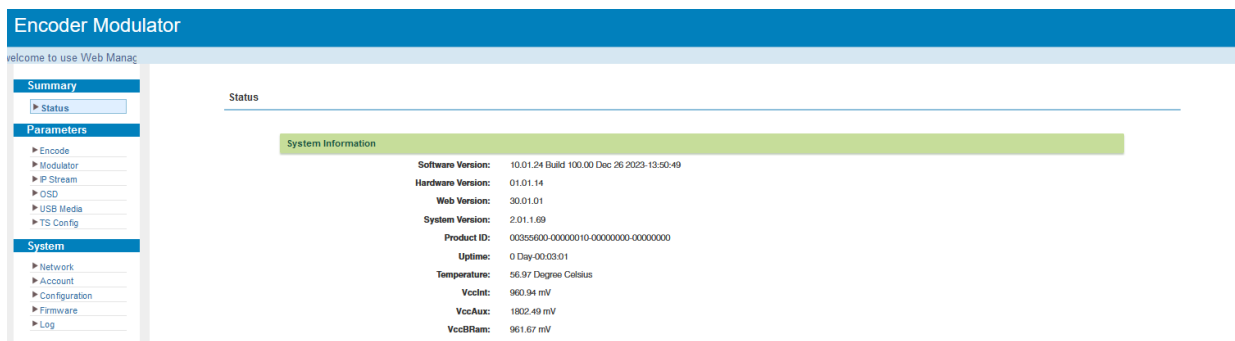 Encoder Modulator
welcome to use Web Manag
Summary
Status
Parameters
Encode
Modulator
IP Stream
OSD
USB Media
TS Config
System
Network
Account
Configuration
Firmware
Log
Status
System Information
Software Version: 10.01.24 Build 100.00 Dec 26 2023-13:50:49
Hardware Version: 01.01.14
Web Version: 30.01.01
System Version: 2.01.1.69
Product ID: 00355600-00000010-00000000-00000000
Uptime: 0 Day-00:03:01
Temperature: 56.97 Degree Celsius
VccInt: 960.94 mV
VccAux: 1802.49 mV
VccBRam: 961.67 mV